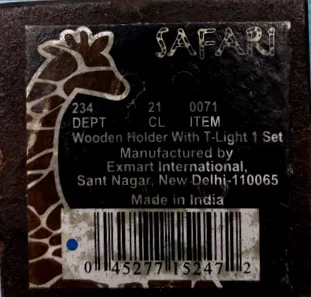 SAFARI
234 21 0071
DEPT CL ITEM
Wooden Holder With T-Light 1 Set
Manufactured by
Exmart International,
Sant Nagar, New Delhi-110065
Made in India
0 45277 15247 2